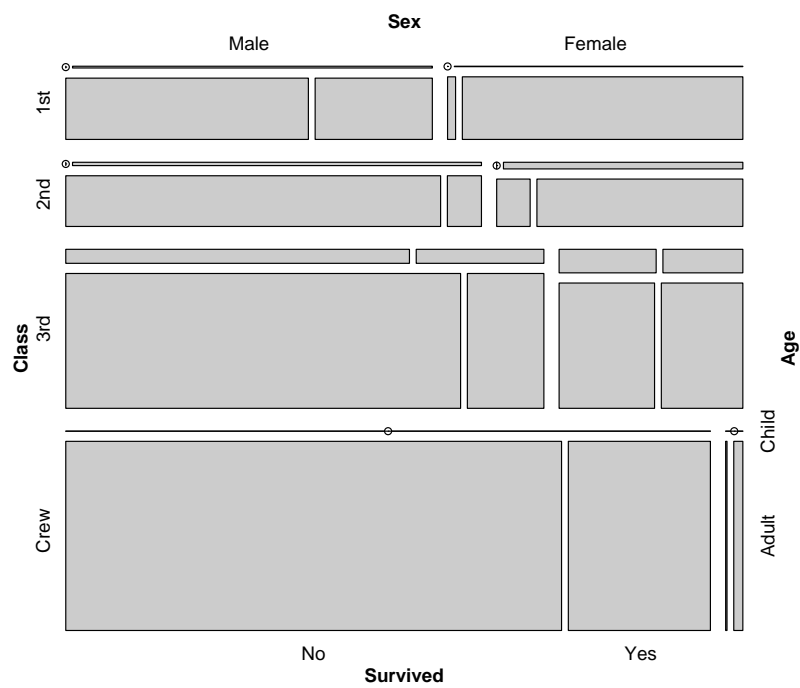 Sex
Male Female
1st
2nd
3rd
Crew
Class
Child
Adult
Age
No Yes
Survived